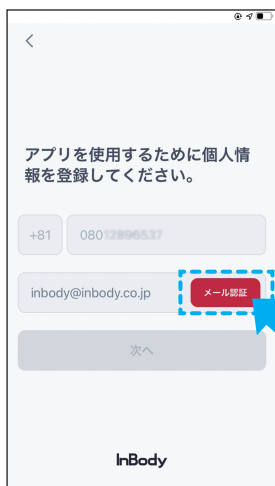 アプリを使用するために個人情
報を登録してください。
+81 080
inbody@inbody.co.jp メール認証
次へ
InBody